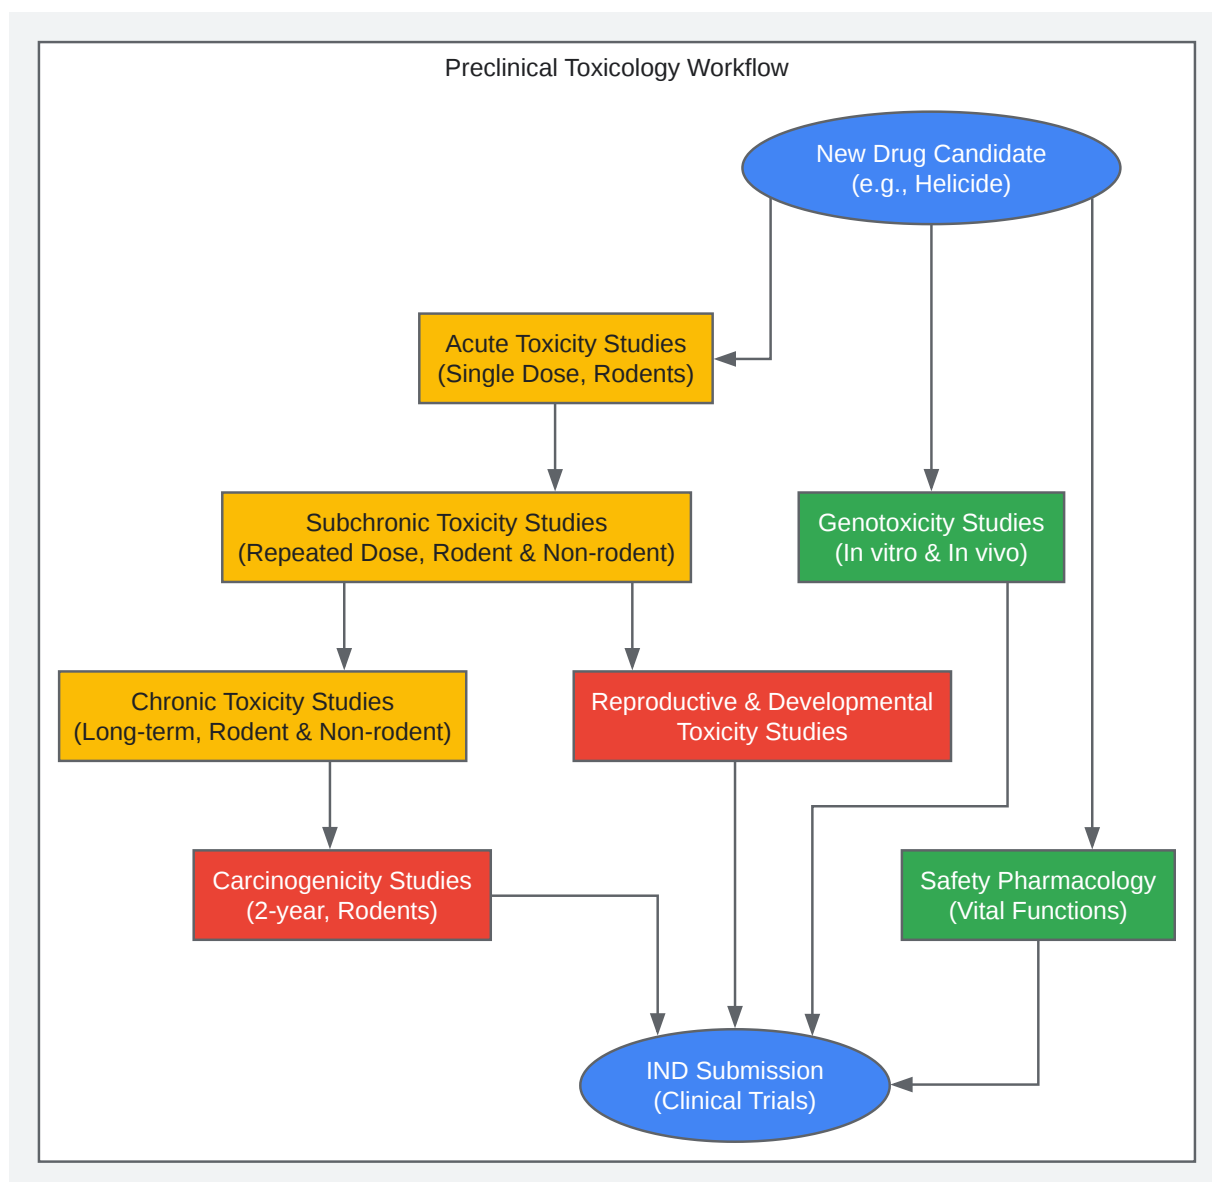 Preclinical Toxicology Workflow
New Drug Candidate
(e.g., Helicide)
Acute Toxicity Studies
(Single Dose, Rodents)
Subchronic Toxicity Studies
(Repeated Dose, Rodent & Non-rodent)
Genotoxicity Studies
(In vitro & In vivo)
Chronic Toxicity Studies
(Long-term, Rodent & Non-rodent)
Reproductive & Developmental
Toxicity Studies
Carcinogenicity Studies
(2-year, Rodents)
Safety Pharmacology
(Vital Functions)
IND Submission
(Clinical Trials)